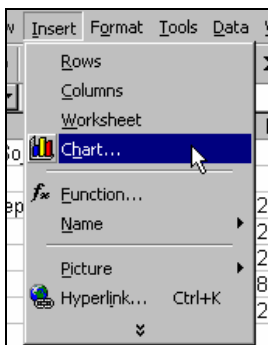 Insert Format Tools Data
Rows
Columns
Worksheet
Chart...
Function...
Name
Picture
Hyperlink... Ctrl+K